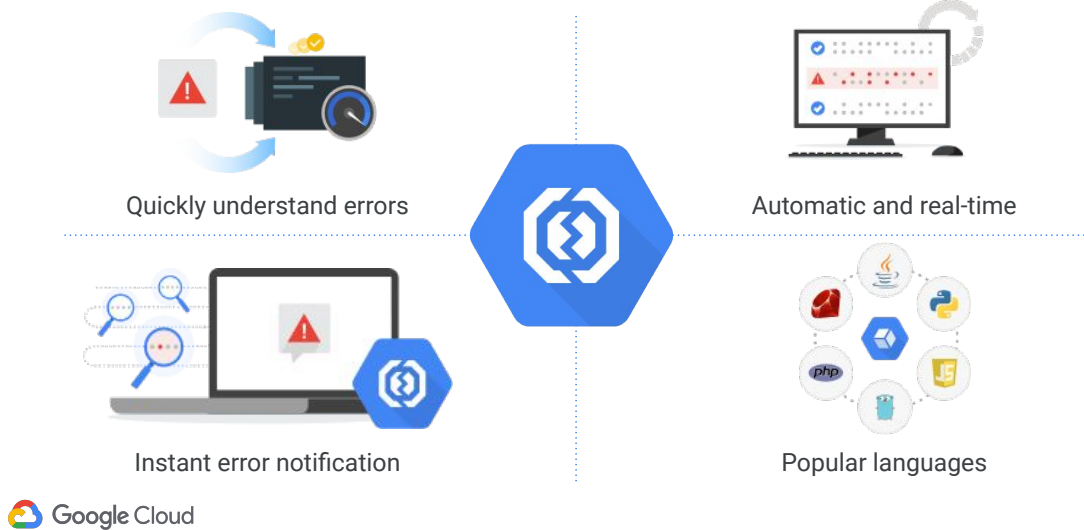 Quickly understand errors
Automatic and real-time
Instant error notification
php
JS
Popular languages
Google Cloud